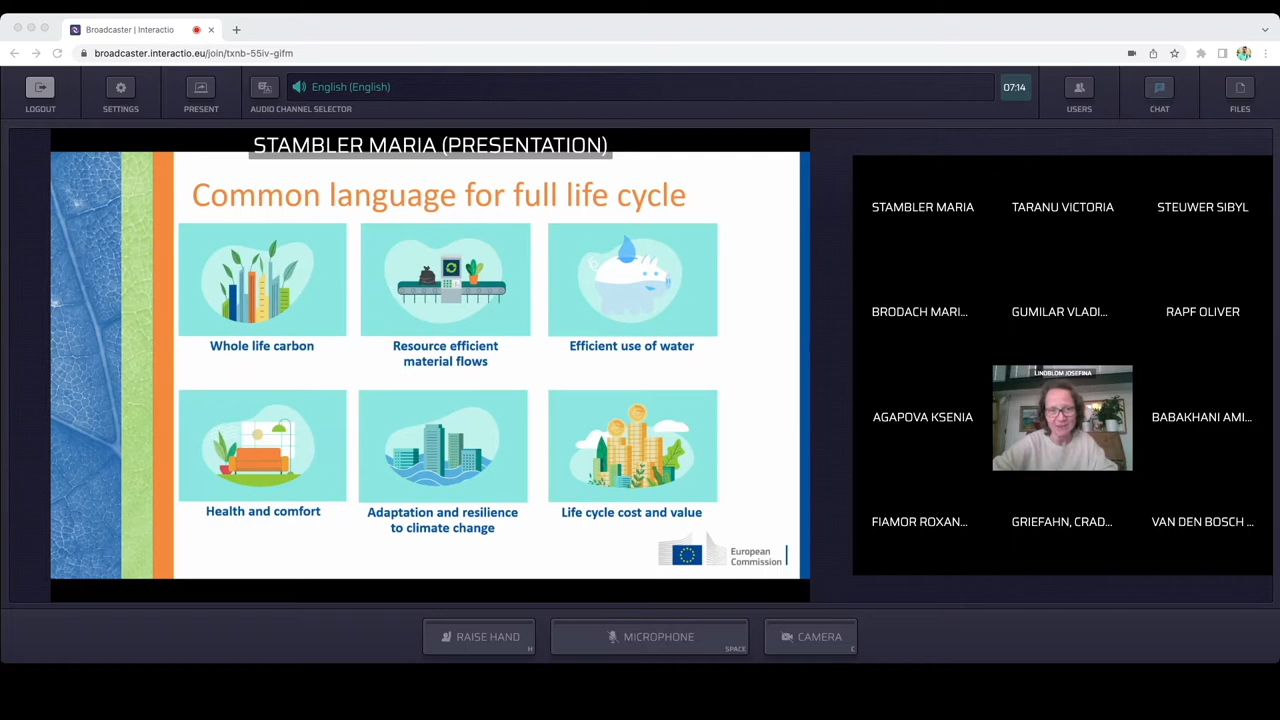 Broadcaster | Interactio
broadcaster.interactio.eu/join/txnb-55iv-glfm
English (English)
07:14
LOGOUT
SETTINGS
PRESENT
AUDIO CHANNEL SELECTOR
USERS
CHAT
FILES
STAMBLER MARIA (PRESENTATION)
Common language for full life cycle
Whole life carbon
Resource efficient
material flows
Efficient use of water
Health and comfort
Adaptation and resilience
to climate change
Life cycle cost and value
European
Commission
STAMBLER MARIA
TARANU VICTORIA
STEUWER SIBYL
BRODACH MARI...
GUMILAR VLADI...
RAPF OLIVER
LINDBLOM JOSEFINA
AGAPOVA KSENIA
BABAKHANI AMI...
FIAMOR ROXAN...
GRIEFAHN, CRAD...
VAN DEN BOSCH ...
RAISE HAND
H
MICROPHONE
SPACE
CAMERA
C